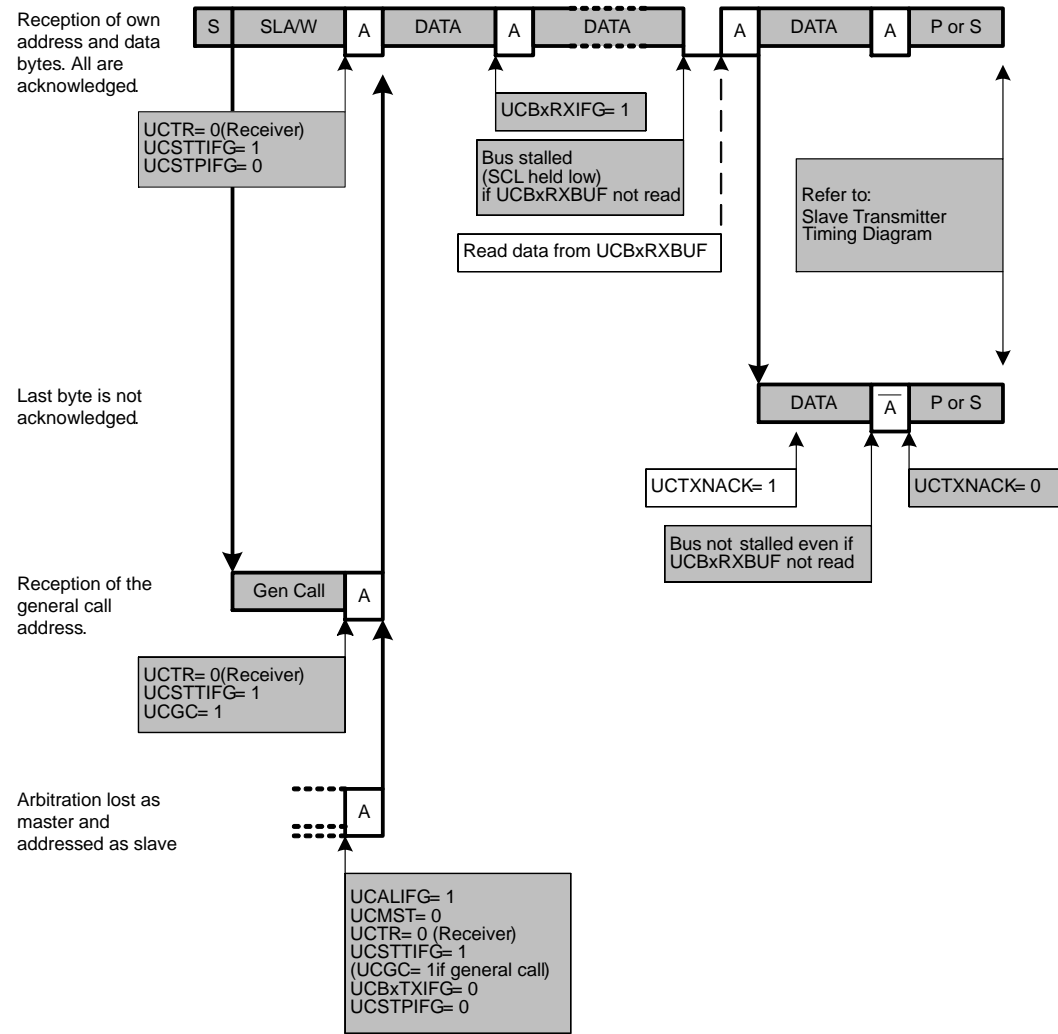 Reception of own
address and data
bytes. All are
acknowledged.
S SLA/W A DATA A DATA A DATA A P or S
UCTR= 0(Receiver)
UCSTTIFG= 1
UCSTPIFG= 0
UCBxRXIFG= 1
Bus stalled
(SCL held low)
if UCBxRXBUF not read
Read data from UCBxRXBUF
Refer to:
Slave Transmitter
Timing Diagram
Last byte is not
acknowledged.
DATA A P or S
UCTXNACK= 1
UCTXNACK= 0
Bus not stalled even if
UCBxRXBUF not read
Reception of the
general call
address.
Gen Call A
UCTR= 0(Receiver)
UCSTTIFG= 1
UCGC= 1
Arbitration lost as
master and
addressed as slave
A
UCALIFG= 1
UCMST= 0
UCTR= 0 (Receiver)
UCSTTIFG= 1
(UCGC= 1if general call)
UCBxTXIFG= 0
UCSTPIFG= 0